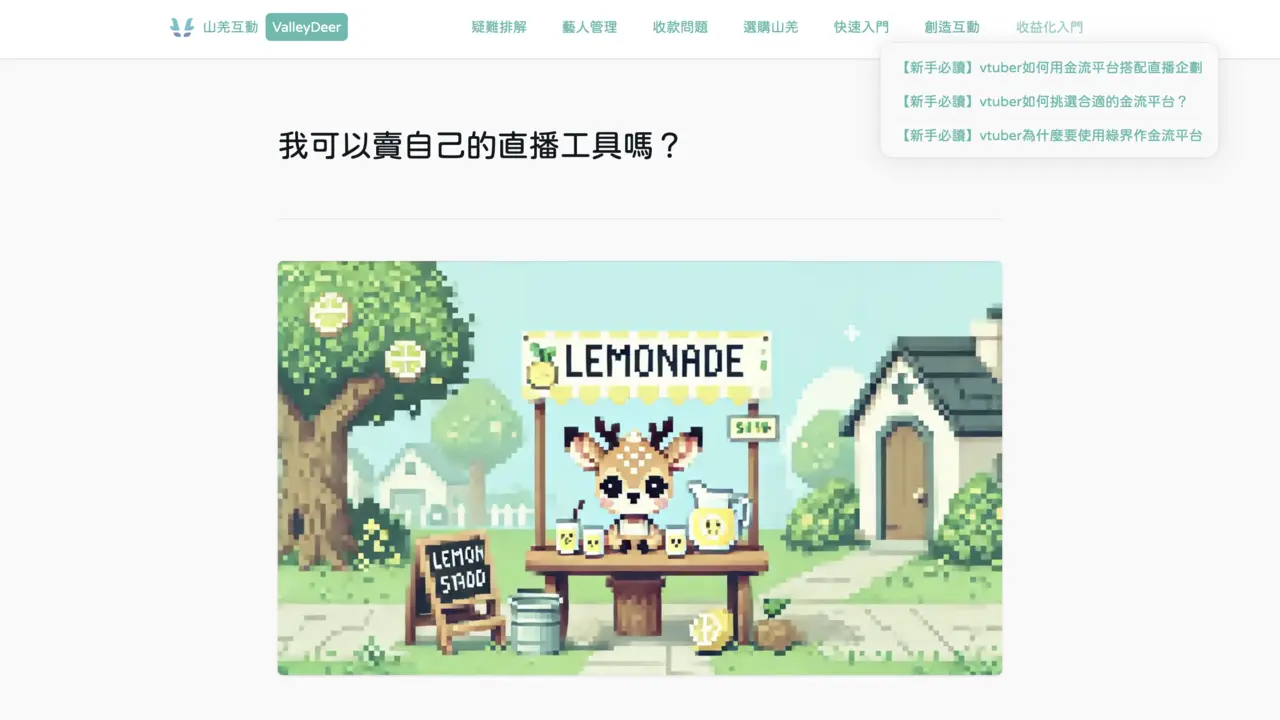 山羌互動 ValleyDeer
疑難排解
藝人管理
收款問題
選購山羌
快速入門
創造互動
收益化入門
【新手必讀】vtuber如何用金流平台搭配直播企劃
【新手必讀】vtuber如何挑選合適的金流平台？
【新手必讀】vtuber為什麼要使用綠界作金流平台
我可以賣自己的直播工具嗎？
LEMONADE
LEMON